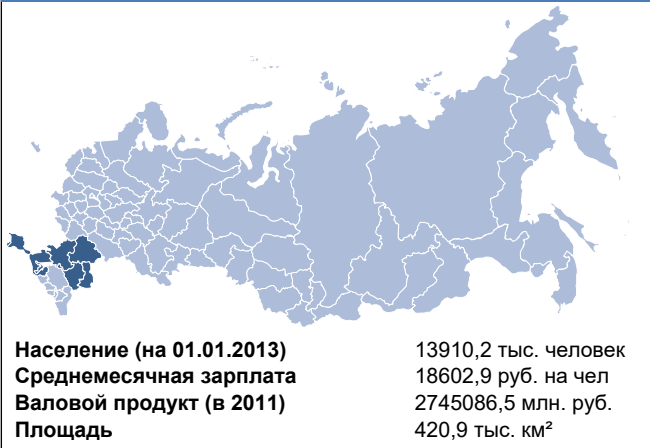 Население (на 01.01.2013) 13910,2 тыс. человек
Среднемесячная зарплата 18602,9 руб. на чел
Валовой продукт (в 2011) 2745086,5 млн. руб.
Площадь 420,9 тыс. км²